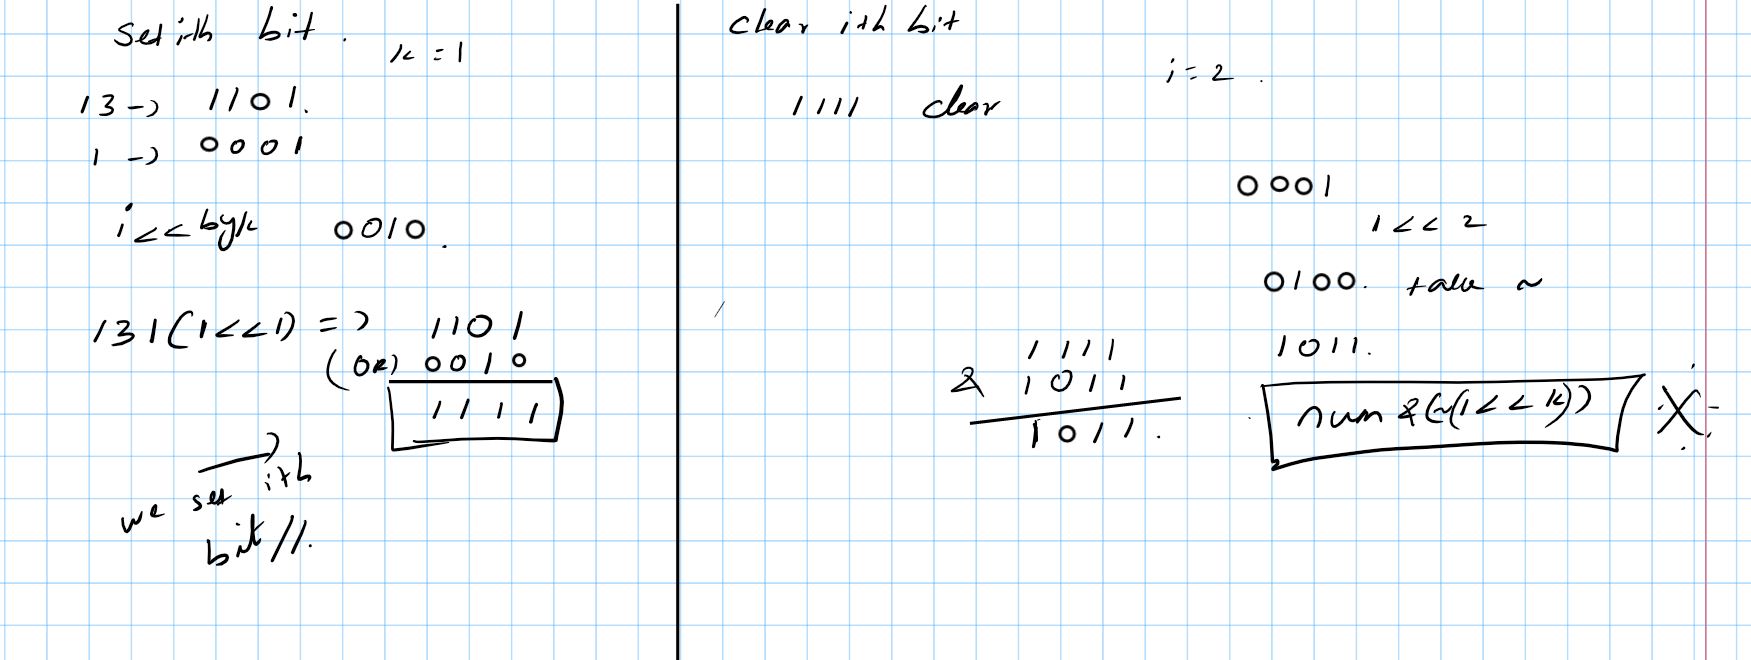 Set ith bit.
k = 1
13 -> 1101.
1 -> 0001
i << by k 0010.
13 | (1<<1) => 1101
(OR) 0010
1111
we set ith
bit //.
clear ith bit
i = 2.
1111 clear
0001
1 << 2
0100. take ~
1011.
1111
& 1011
1011.
num & (~(1 << k))